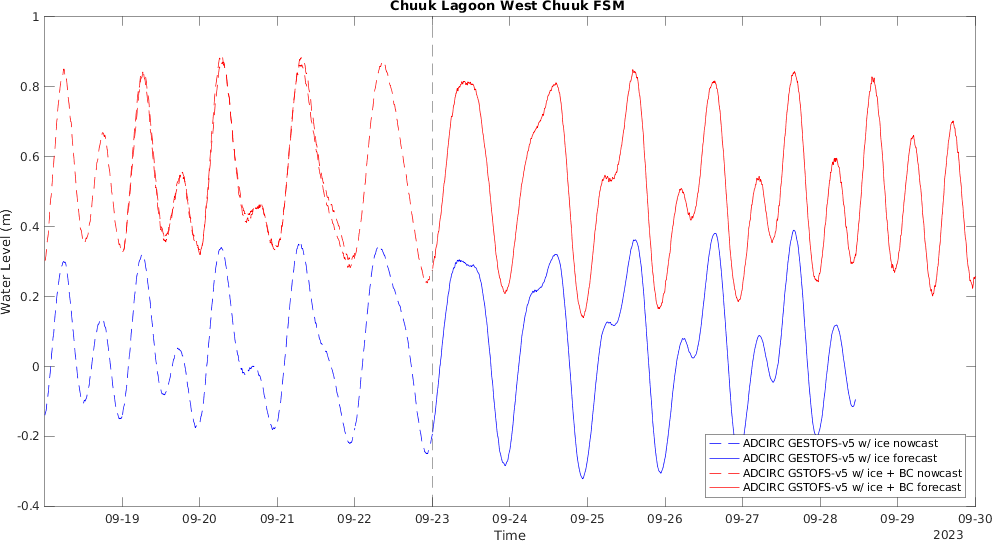 Chuuk Lagoon West Chuuk FSM
1
0.8
0.6
0.4
0.2
0
-0.2
-0.4
Water Level (m)
ADCIRC GESTOFS-v5 w/ ice nowcast
ADCIRC GESTOFS-v5 w/ ice forecast
ADCIRC GSTOFS-v5 w/ ice + BC nowcast
ADCIRC GSTOFS-v5 w/ ice + BC forecast
09-19 09-20 09-21 09-22 09-23 09-24 09-25 09-26 09-27 09-28 09-29 09-30
Time
2023